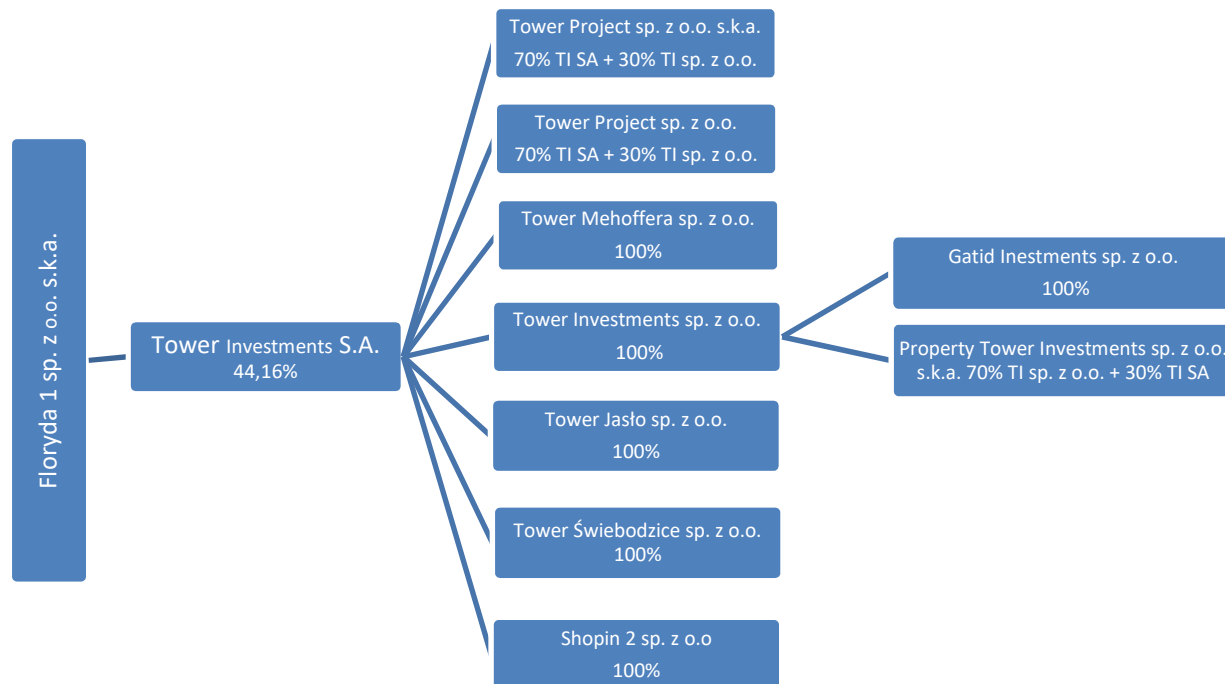 Floryda 1 sp. z o.o. s.k.a.
Tower Investments S.A.
44,16%
Tower Project sp. z o.o. s.k.a.
70% TI SA + 30% TI sp. z o.o.
Tower Project sp. z o.o.
70% TI SA + 30% TI sp. z o.o.
Tower Mehoffera sp. z o.o.
100%
Tower Investments sp. z o.o.
100%
Tower Jasło sp. z o.o.
100%
Tower Świebodzice sp. z o.o.
100%
Shopin 2 sp. z o.o
100%
Gatid Inestments sp. z o.o.
100%
Property Tower Investments sp. z o.o.
s.k.a. 70% TI sp. z o.o. + 30% TI SA